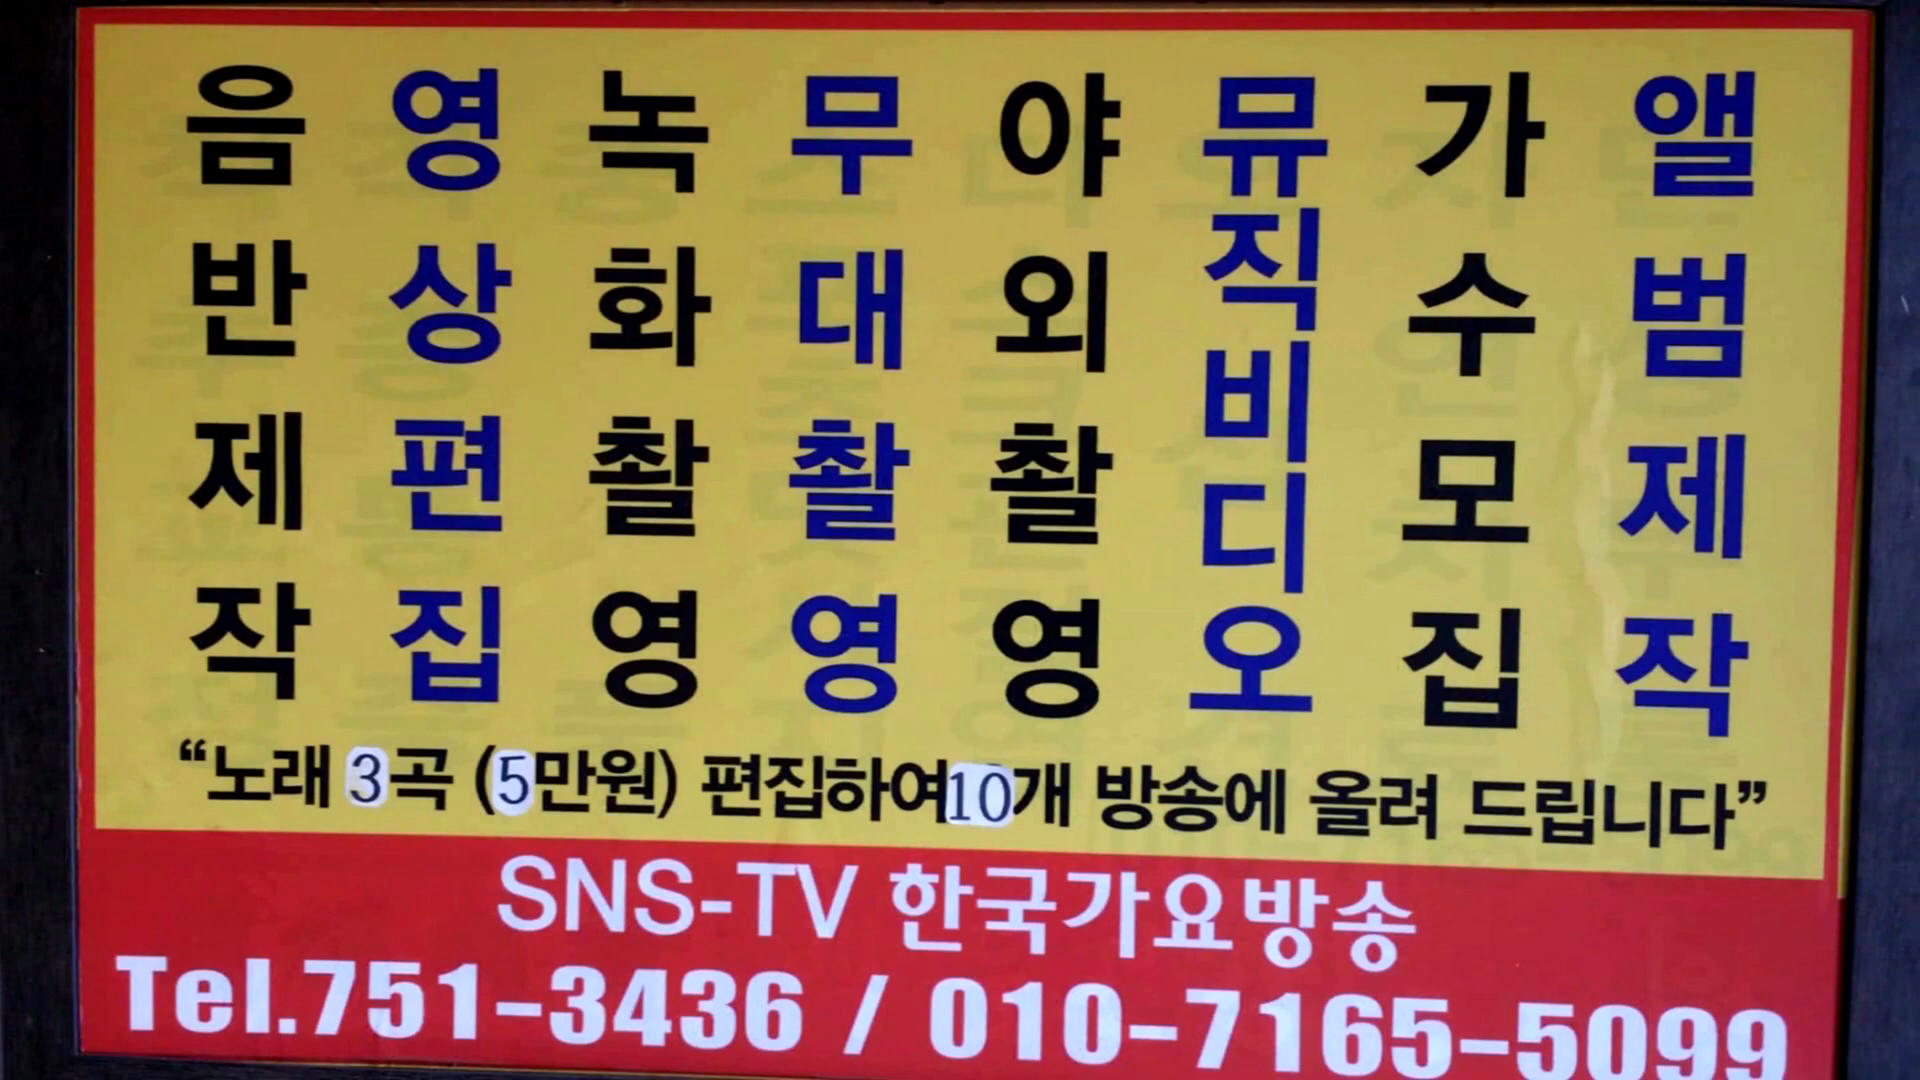 음반제작
영상편집
녹화촬영
무대촬영
야외촬영
뮤직비디오
가수모집
앨범제작
“노래 3곡 (5만원) 편집하여 10개 방송에 올려 드립니다”
SNS-TV 한국가요방송
Tel.751-3436 / 010-7165-5099